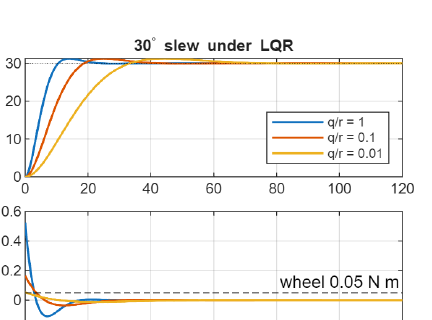 30° slew under LQR
30
20
10
0
q/r = 1
q/r = 0.1
q/r = 0.01
0 20 40 60 80 100 120
0.6
0.4
0.2
0
wheel 0.05 N m